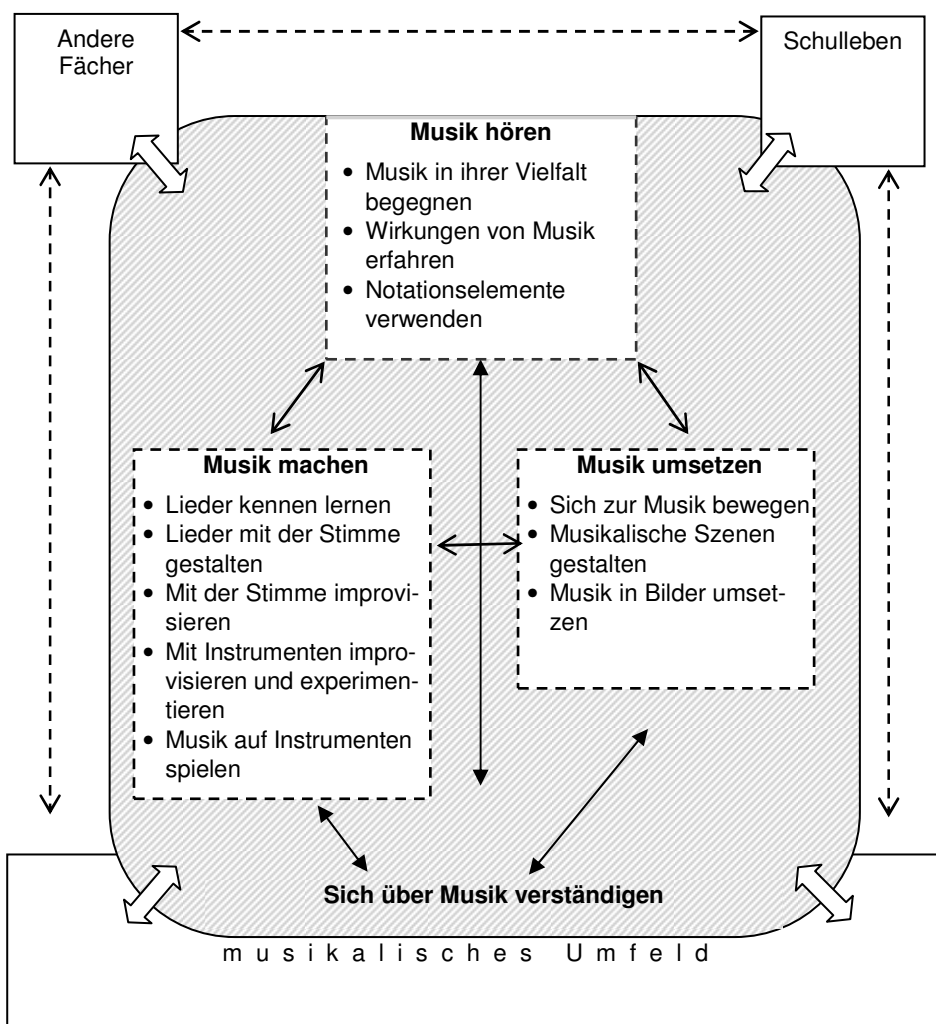 Andere
Fächer
Schulleben
Musik hören
• Musik in ihrer Vielfalt
begegnen
• Wirkungen von Musik
erfahren
• Notationselemente
verwenden
Musik machen
• Lieder kennen lernen
• Lieder mit der Stimme
gestalten
• Mit der Stimme improvi-
sieren
• Mit Instrumenten impro-
visieren und experimen-
tieren
• Musik auf Instrumenten
spielen
Musik umsetzen
• Sich zur Musik bewegen
• Musikalische Szenen
gestalten
• Musik in Bilder umset-
zen
Sich über Musik verständigen
musikalisches Umfeld